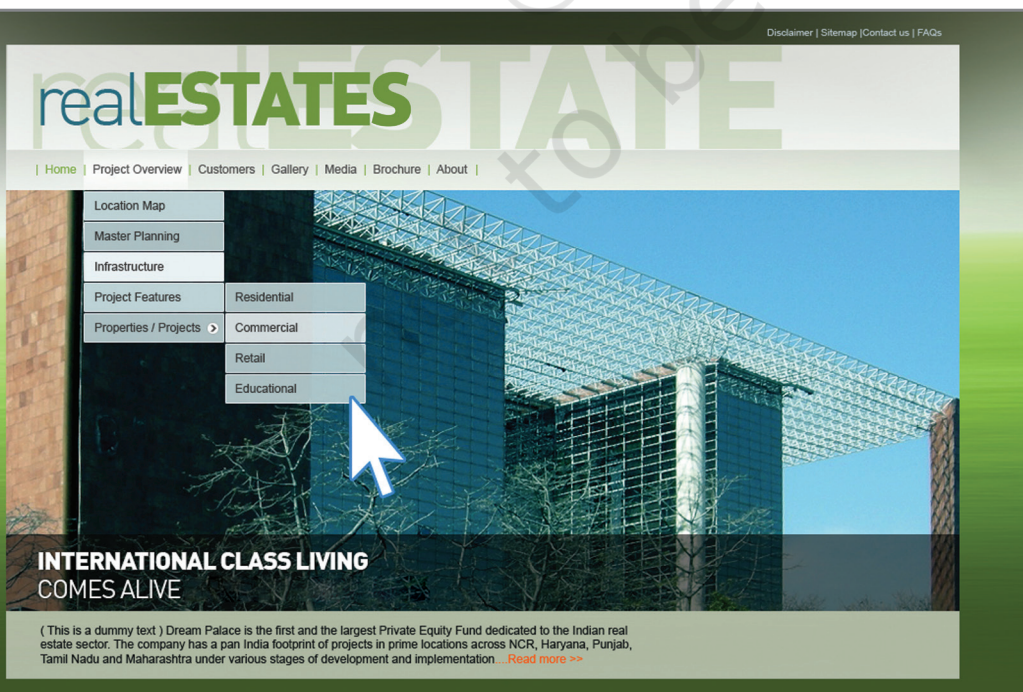 Disclaimer | Sitemap |Contact us | FAQs
realESTATE
realESTATES
| Home | Project Overview | Customers | Gallery | Media | Brochure | About |
Location Map
Master Planning
Infrastructure
Project Features
Residential
Properties / Projects
Commercial
Retail
Educational
INTERNATIONAL CLASS LIVING
COMES ALIVE
( This is a dummy text ) Dream Palace is the first and the largest Private Equity Fund dedicated to the Indian real
estate sector. The company has a pan India footprint of projects in prime locations across NCR, Haryana, Punjab,
Tamil Nadu and Maharashtra under various stages of development and implementation....Read more >>
to be